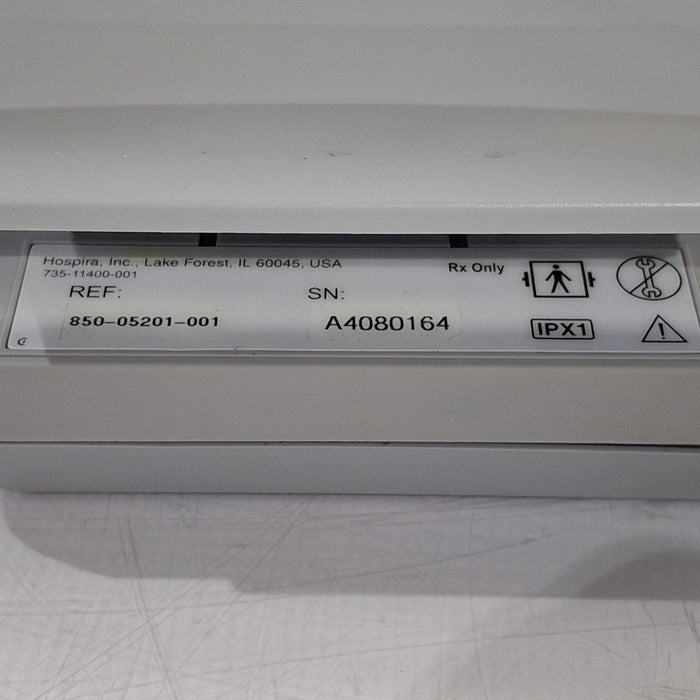 Hospira, Inc., Lake Forest, IL 60045, USA
735-11400-001
Rx Only
REF:
SN:
850-05201-001
A4080164
IPX1